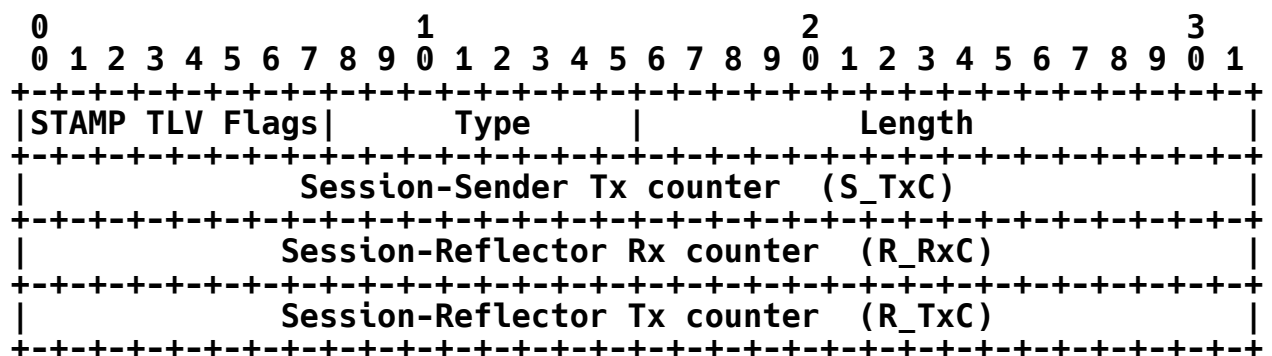 0                   1                   2                   3
 0 1 2 3 4 5 6 7 8 9 0 1 2 3 4 5 6 7 8 9 0 1 2 3 4 5 6 7 8 9 0 1
+-+-+-+-+-+-+-+-+-+-+-+-+-+-+-+-+-+-+-+-+-+-+-+-+-+-+-+-+-+-+-+-+
|STAMP TLV Flags|      Type     |           Length              |
+-+-+-+-+-+-+-+-+-+-+-+-+-+-+-+-+-+-+-+-+-+-+-+-+-+-+-+-+-+-+-+-+
|              Session-Sender Tx counter  (S_TxC)               |
+-+-+-+-+-+-+-+-+-+-+-+-+-+-+-+-+-+-+-+-+-+-+-+-+-+-+-+-+-+-+-+-+
|             Session-Reflector Rx counter  (R_RxC)             |
+-+-+-+-+-+-+-+-+-+-+-+-+-+-+-+-+-+-+-+-+-+-+-+-+-+-+-+-+-+-+-+-+
|             Session-Reflector Tx counter  (R_TxC)             |
+-+-+-+-+-+-+-+-+-+-+-+-+-+-+-+-+-+-+-+-+-+-+-+-+-+-+-+-+-+-+-+-+